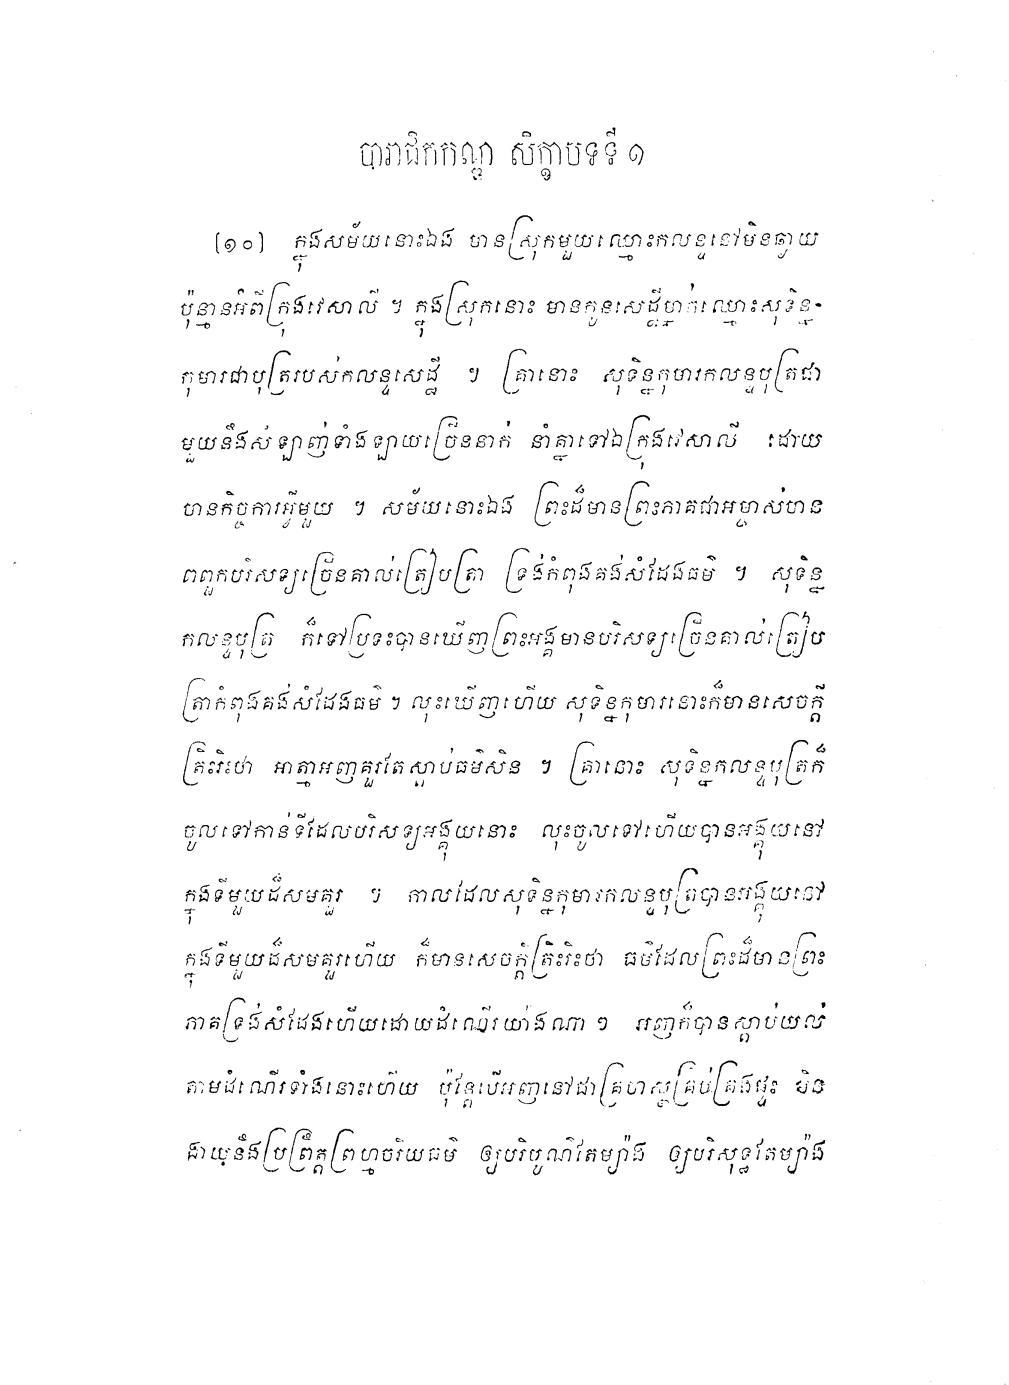 បារាជិកកណ្ឌ សិក្ខាបទទី ១
[១០] ក្នុងសម័យនោះឯង មានស្រុកមួយឈ្មោះកលន្ទនៅមិនឆ្ងាយ
ប៉ុន្មានអំពីក្រុងវេសាលី ។ ក្នុងស្រុកនោះ មានកូនសេដ្ឋីម្នាក់ឈ្មោះសុទិន្ន-
កុមារជាបុត្ររបស់កលន្ទសេដ្ឋី ។ គ្រានោះ សុទិន្នកុមារកលន្ទបុត្រជា
មួយនឹងសំឡាញ់ទាំងឡាយច្រើននាក់ នាំគ្នាទៅឯក្រុងវេសាលី ដោយ
មានកិច្ចការអ្វីមួយ ។ សម័យនោះឯង ព្រះដ៏មានព្រះភាគជាអម្ចាស់មាន
ពពួកបរិសទ្យច្រើនគាល់ត្រៀបត្រា ទ្រង់កំពុងគង់សំដែងធម៌ ។ សុទិន្ន
កលន្ទបុត្រ ក៏ទៅប្រទះបានឃើញព្រះអង្គមានបរិសទ្យច្រើនគាល់ត្រៀប
ត្រាកំពុងគង់សំដែងធម៌ ។ លុះឃើញហើយ សុទិន្នកុមារនោះក៏មានសេចក្តី
ត្រិះរិះថា អាត្មាអញគួរតែស្តាប់ធម៌សិន ។ គ្រានោះ សុទិន្នកលន្ទបុត្រក៏
ចូលទៅកាន់ទីដែលបរិសទ្យអង្គុយនោះ លុះចូលទៅហើយបានអង្គុយនៅ
ក្នុងទីមួយដ៏សមគួរ ។ កាលដែលសុទិន្នកុមារកលន្ទបុត្របានអង្គុយនៅ
ក្នុងទីមួយដ៏សមគួរហើយ ក៏មានសេចក្តីត្រិះរិះថា ធម៌ដែលព្រះដ៏មានព្រះ
ភាគទ្រង់សំដែងហើយដោយដំណើរយ៉ាងណាៗ អញក៏បានស្តាប់យល់
តាមដំណើរទាំងនោះហើយ ប៉ុន្តែបើអញនៅជាគ្រហស្ថគ្រប់គ្រងផ្ទះ មិន
ងាយនឹងប្រព្រឹត្តព្រហ្មចរិយធម៌ ឲ្យបរិបូណ៌តែម្យ៉ាង ឲ្យបរិសុទ្ធតែម្យ៉ាង